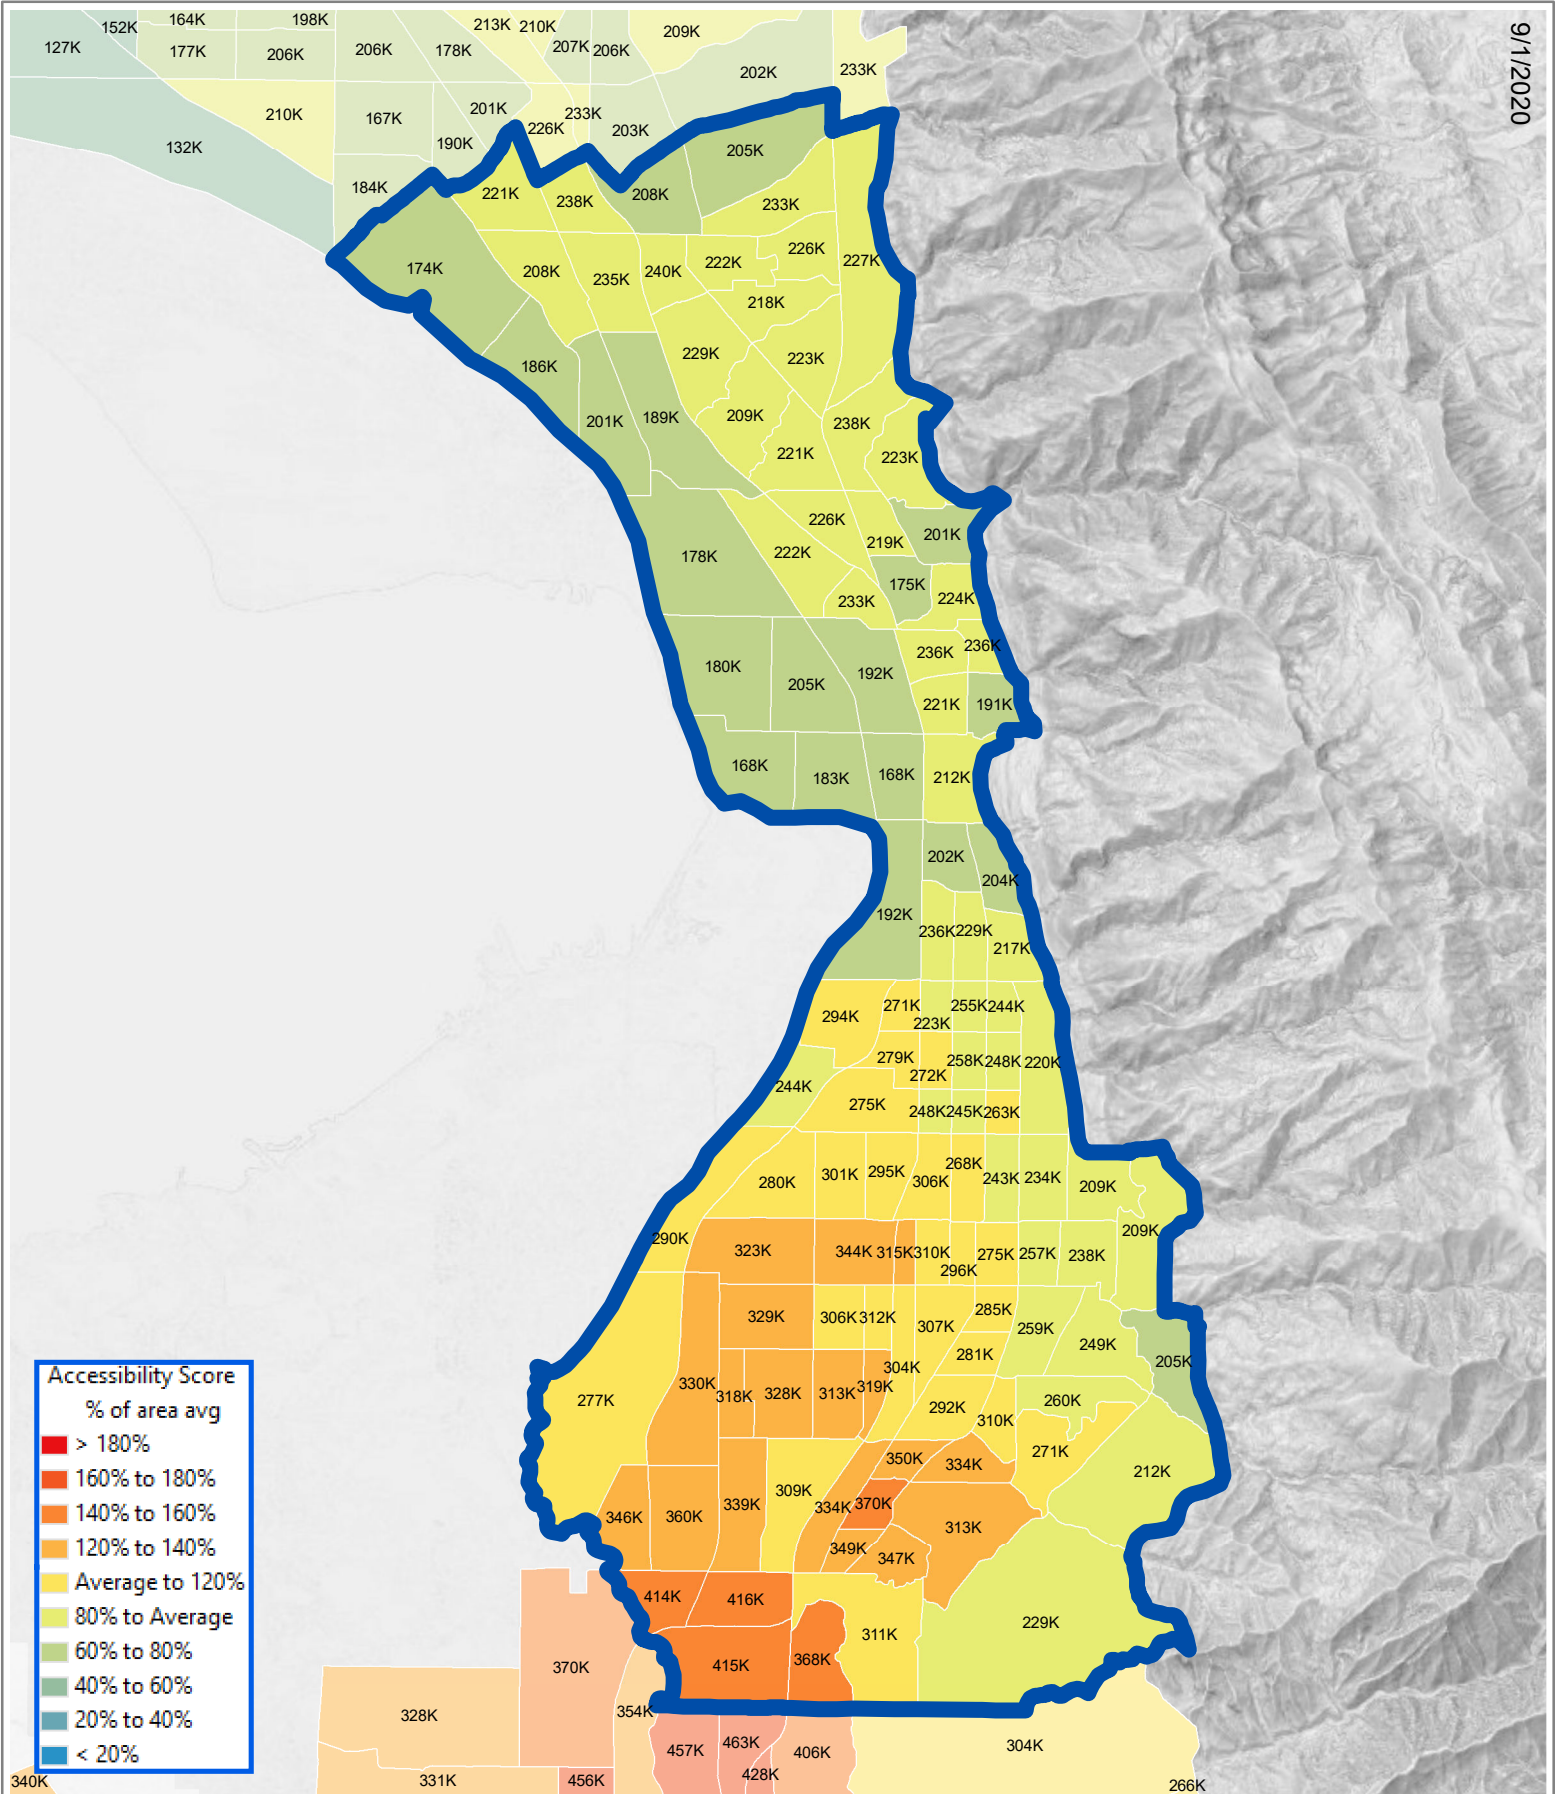 9/1/2020
164K
198K
213K
210K
209K
152K
127K
177K
206K
206K
178K
207K
206K
202K
233K
210K
167K
201K
233K
132K
190K
226K
203K
205K
184K
221K
238K
208K
233K
174K
208K
235K
240K
222K
226K
227K
218K
186K
229K
223K
201K
189K
209K
238K
221K
223K
178K
226K
222K
219K
201K
175K
233K
224K
180K
205K
192K
236K
236K
221K
191K
168K
183K
168K
212K
202K
204K
192K
236K
229K
217K
294K
271K
223K
255K
244K
279K
272K
258K
248K
220K
244K
275K
248K
245K
263K
280K
301K
295K
306K
268K
243K
234K
209K
290K
323K
344K
315K
310K
296K
275K
257K
238K
209K
329K
306K
312K
307K
285K
259K
249K
281K
205K
304K
277K
330K
318K
328K
313K
319K
292K
310K
260K
271K
212K
350K
334K
346K
360K
339K
309K
334K
370K
313K
349K
347K
414K
416K
311K
229K
415K
368K
370K
328K
354K
457K
463K
428K
406K
304K
340K
331K
456K
266K
Accessibility Score
% of area avg
> 180%
160% to 180%
140% to 160%
120% to 140%
Average to 120%
80% to Average
60% to 80%
40% to 60%
20% to 40%
< 20%